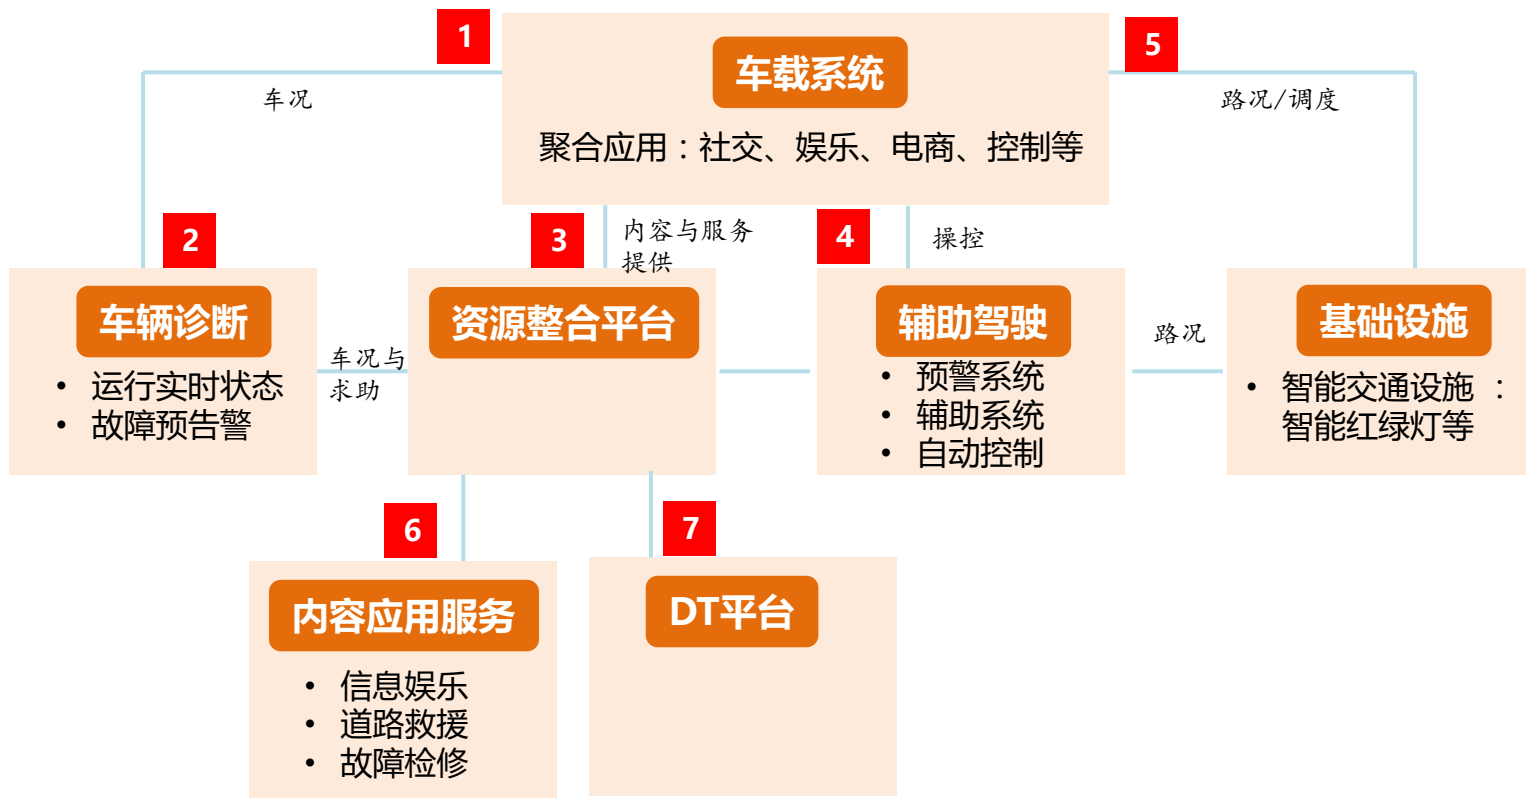 1
5
车载系统
车况
路况/调度
聚合应用：社交、娱乐、电商、控制等
2
3
内容与服务
提供
4
操控
车辆诊断
• 运行实时状态
• 故障预告警
车况与
求助
资源整合平台
辅助驾驶
• 预警系统
• 辅助系统
• 自动控制
路况
基础设施
• 智能交通设施 ：
智能红绿灯等
6
7
内容应用服务
• 信息娱乐
• 道路救援
• 故障检修
DT平台